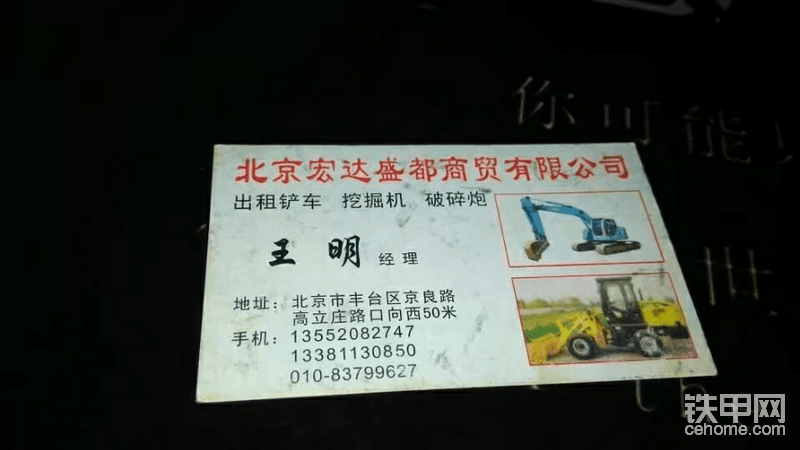 你可能
世
北京宏达盛都商贸有限公司
出租铲车 挖掘机 破碎炮
王 明 经理
地址：北京市丰台区京良路
高立庄路口向西50米
手机：13552082747
13381130850
010-83799627
铁甲网
cehome.com